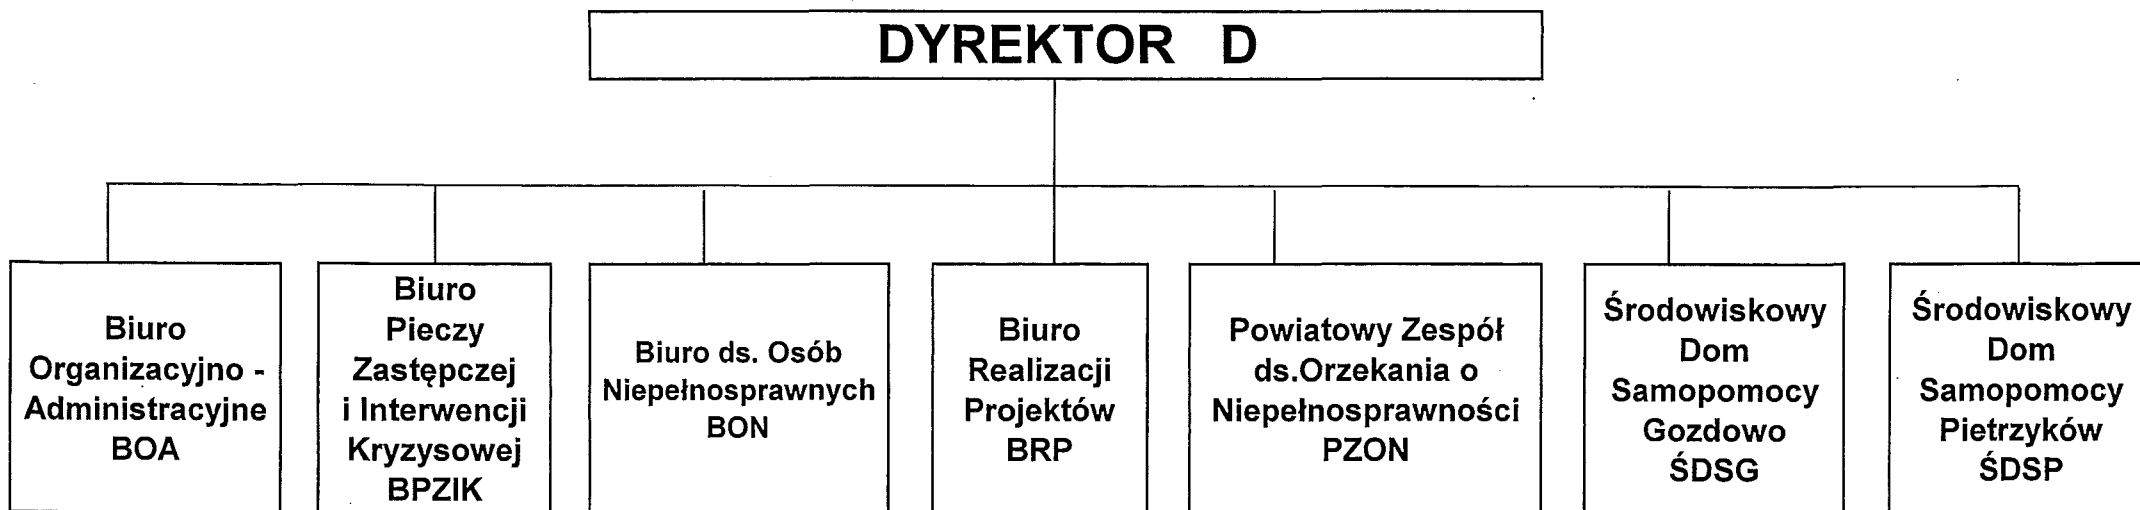 DYREKTOR D
Biuro
Organizacyjno -
Administracyjne
BOA
Biuro
Pieczy
Zastępczej
i Interwencji
Kryzysowej
BPZIK
Biuro ds. Osób
Niepełnosprawnych
BON
Biuro
Realizacji
Projektów
BRP
Powiatowy Zespół
ds.Orzekania o
Niepełnosprawności
PZON
Środowiskowy
Dom
Samopomocy
Gozdowo
ŚDSG
Środowiskowy
Dom
Samopomocy
Pietrzyków
ŚDSP